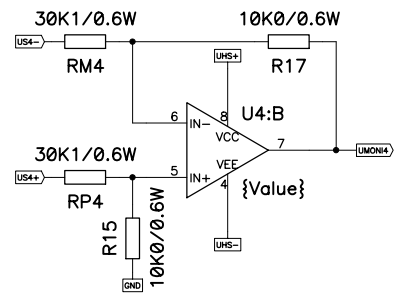 30K1/0.6W
10K0/0.6W
US4-
RM4
UHS+
R17
8
U4:B
6
IN-
VCC
7
UMONI4
30K1/0.6W
VEE
US4+
5
IN+
4
{Value}
RP4
R15
10K0/0.6W
UHS-
GND